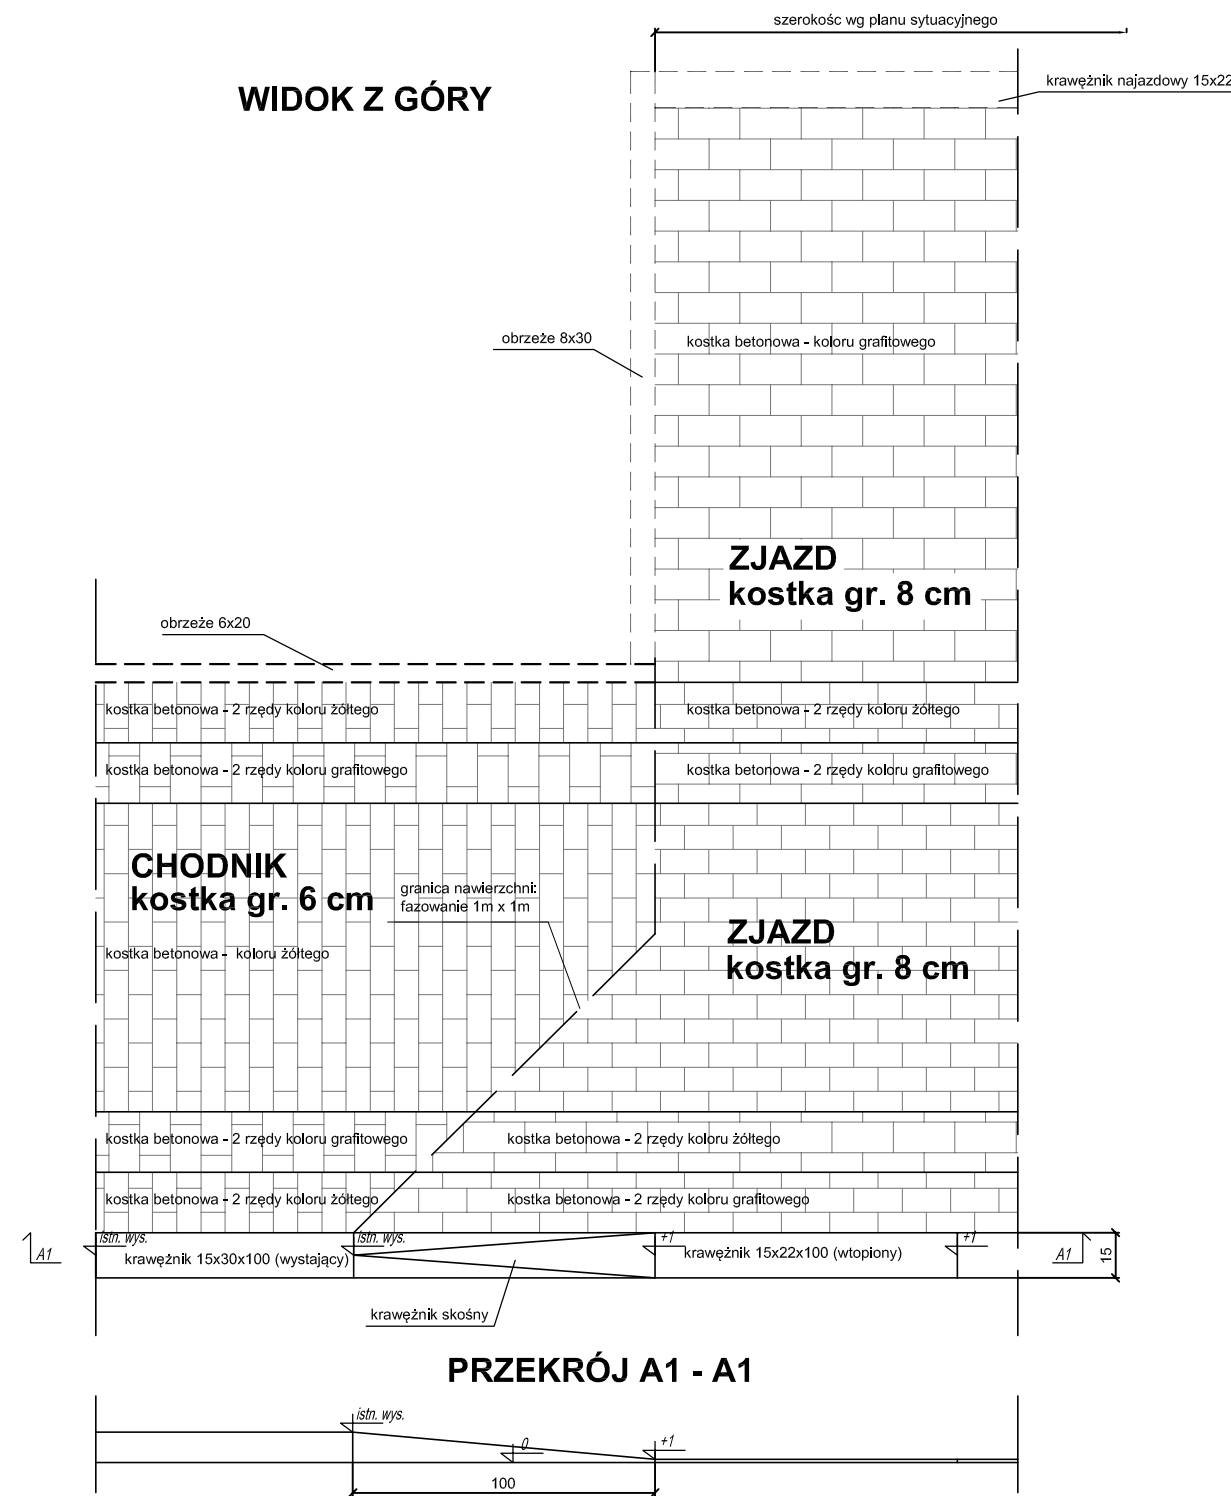 szerokośc wg planu sytuacyjnego
WIDOK Z GÓRY
krawężnik najazdowy 15x22
obrzeże 8x30
kostka betonowa - koloru grafitowego
ZJAZD
kostka gr. 8 cm
obrzeże 6x20
kostka betonowa - 2 rzędy koloru żółtego
kostka betonowa - 2 rzędy koloru żółtego
kostka betonowa - 2 rzędy koloru grafitowego
kostka betonowa - 2 rzędy koloru grafitowego
CHODNIK
kostka gr. 6 cm
granica nawierzchni:
fazowanie 1m x 1m
ZJAZD
kostka gr. 8 cm
kostka betonowa - koloru żółtego
kostka betonowa - 2 rzędy koloru grafitowego
kostka betonowa - 2 rzędy koloru żółtego
kostka betonowa - 2 rzędy koloru żółtego
kostka betonowa - 2 rzędy koloru grafitowego
istn. wys.
istn. wys.
+1
+1
A1
krawężnik 15x30x100 (wystający)
krawężnik 15x22x100 (wtopiony)
A1
15
krawężnik skośny
PRZEKRÓJ A1 - A1
istn. wys.
0
+1
100